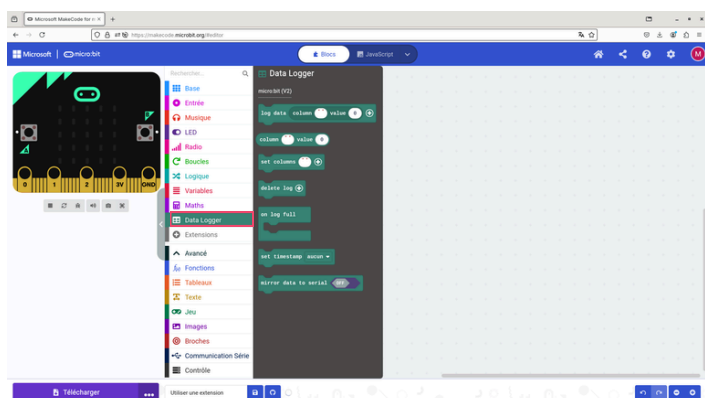 Microsoft MakeCode for m
https://makecode.microbit.org/#editor
Microsoft
micro:bit
Blocs
JavaScript
M
Rechercher...
Base
Entrée
Musique
LED
Radio
Boucles
Logique
Variables
Maths
Data Logger
Extensions
Avancé
Fonctions
Tableaux
Texte
Jeu
Images
Broches
Communication Série
Contrôle
Data Logger
micro:bit (V2)
log data column " " value 0
column " " value 0
set columns " "
delete log
on log full
set timestamp aucun
mirror data to serial OFF
0 1 2 3V GND
Télécharger
Utiliser une extension